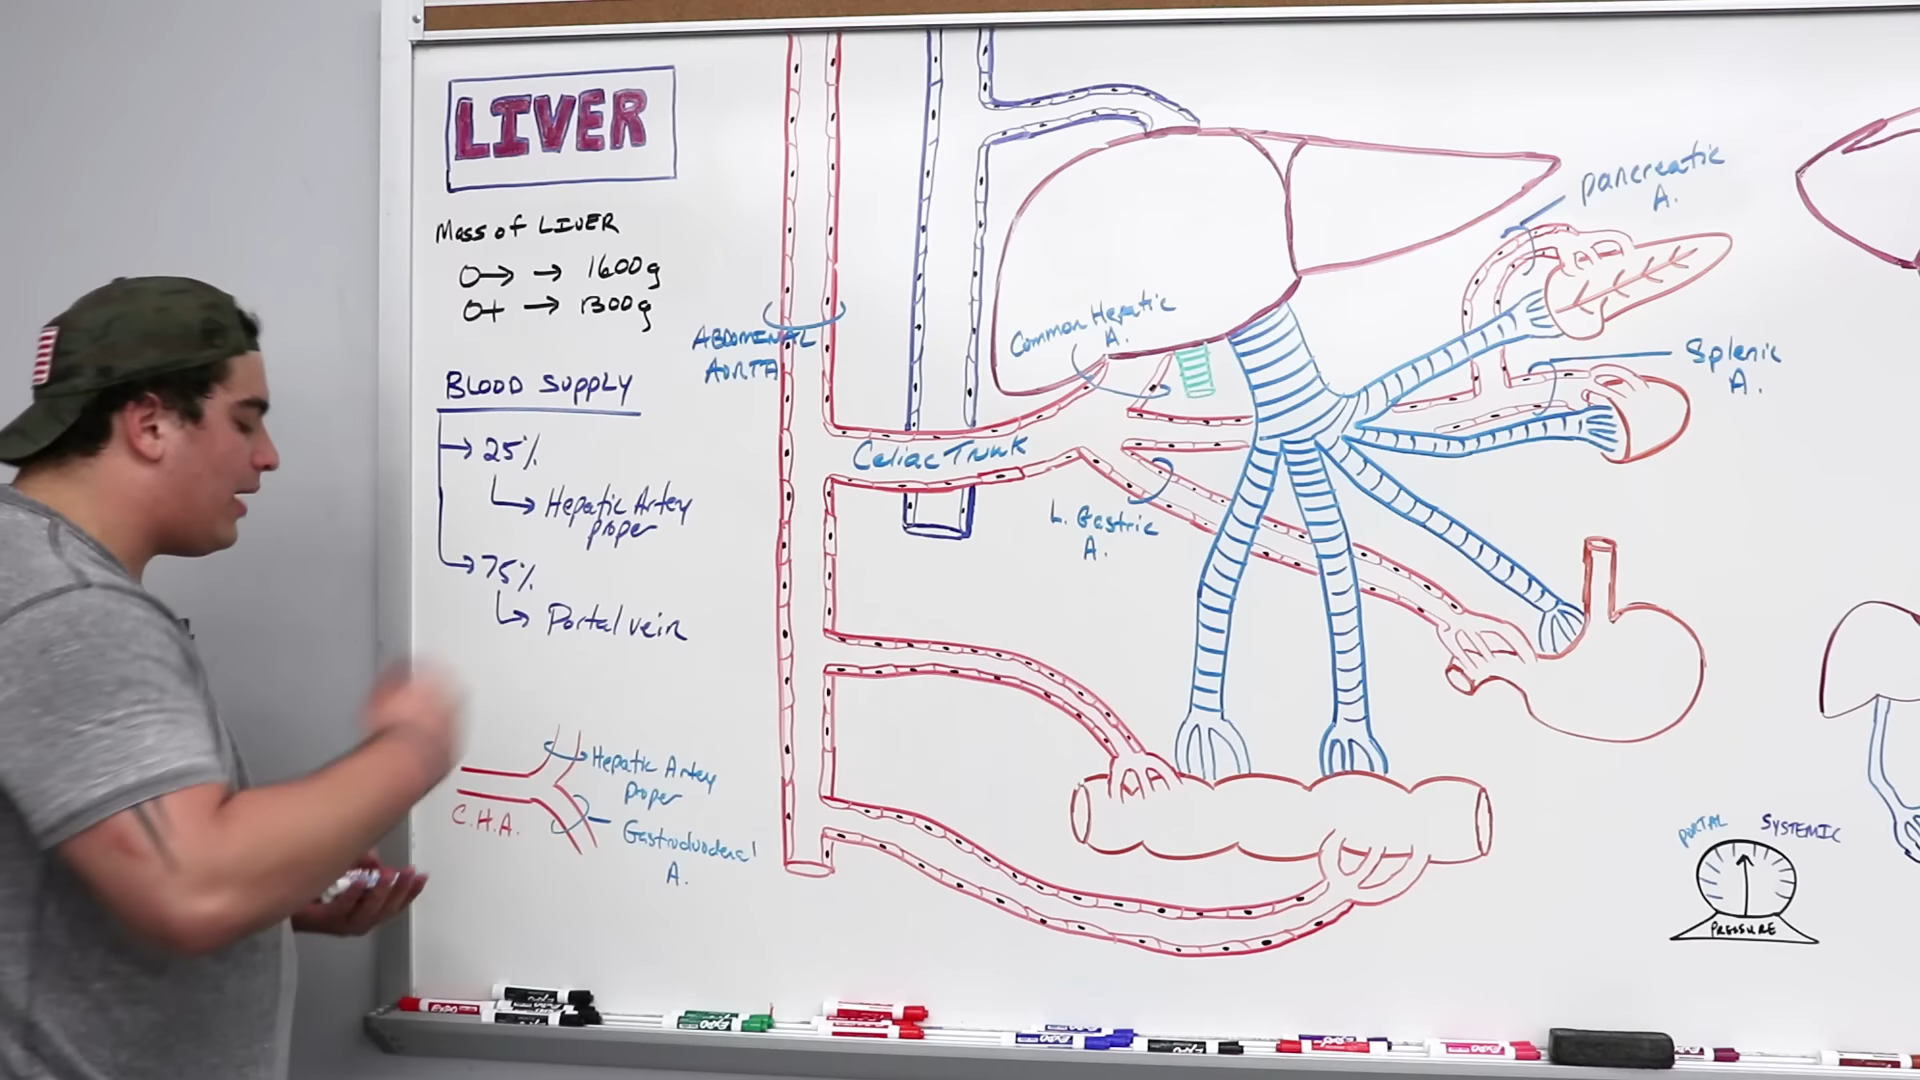 LIVER
Mass of LIVER
→ 1600g
→ 1300g
BLOOD SUPPLY
→ 25%
Hepatic Artery
proper
→ 75%
Portal vein
Hepatic Artery
proper
C.H.A.
Gastroduodenal
A.
ABDOMINAL
AORTA
Celiac Trunk
Common Hepatic
A.
L. Gastric
A.
pancreatic
A.
Splenic
A.
PORTAL
SYSTEMIC
PRESSURE
EXPO